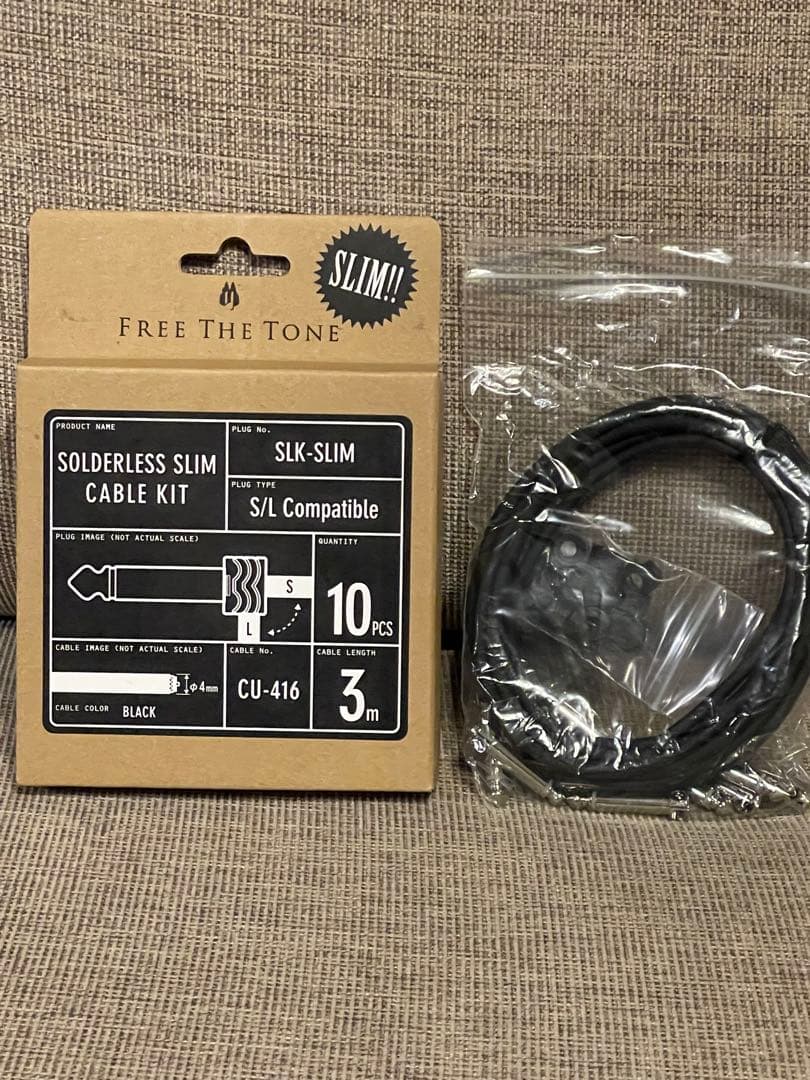 SLIM!!
FREE THE TONE
PRODUCT NAME
SOLDERLESS SLIM
CABLE KIT
PLUG No.
SLK-SLIM
PLUG TYPE
S/L Compatible
PLUG IMAGE (NOT ACTUAL SCALE)
S
L
QUANTITY
10PCS
CABLE IMAGE (NOT ACTUAL SCALE)
φ4mm
CABLE COLOR BLACK
CABLE No.
CU-416
CABLE LENGTH
3m